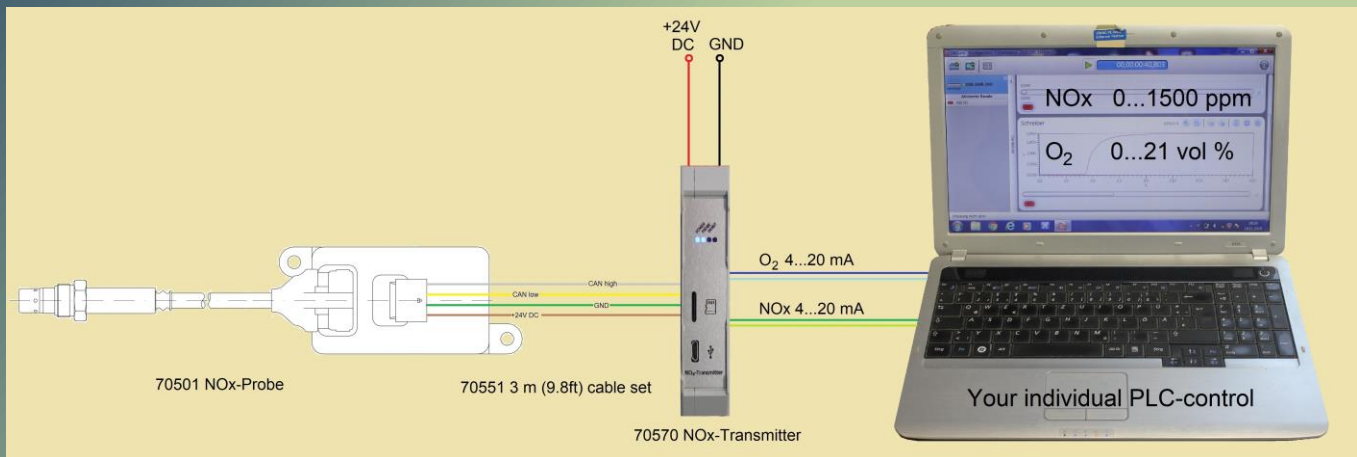 +24V
DC GND
NOx 0...1500 ppm
Schreiber
O₂ 0...21 vol %
CAN high
CAN low
GND
+24V DC
O₂ 4...20 mA
NOx 4...20 mA
NOx-Transmitter
70501 NOx-Probe
70551 3 m (9.8ft) cable set
70570 NOx-Transmitter
Your individual PLC-control